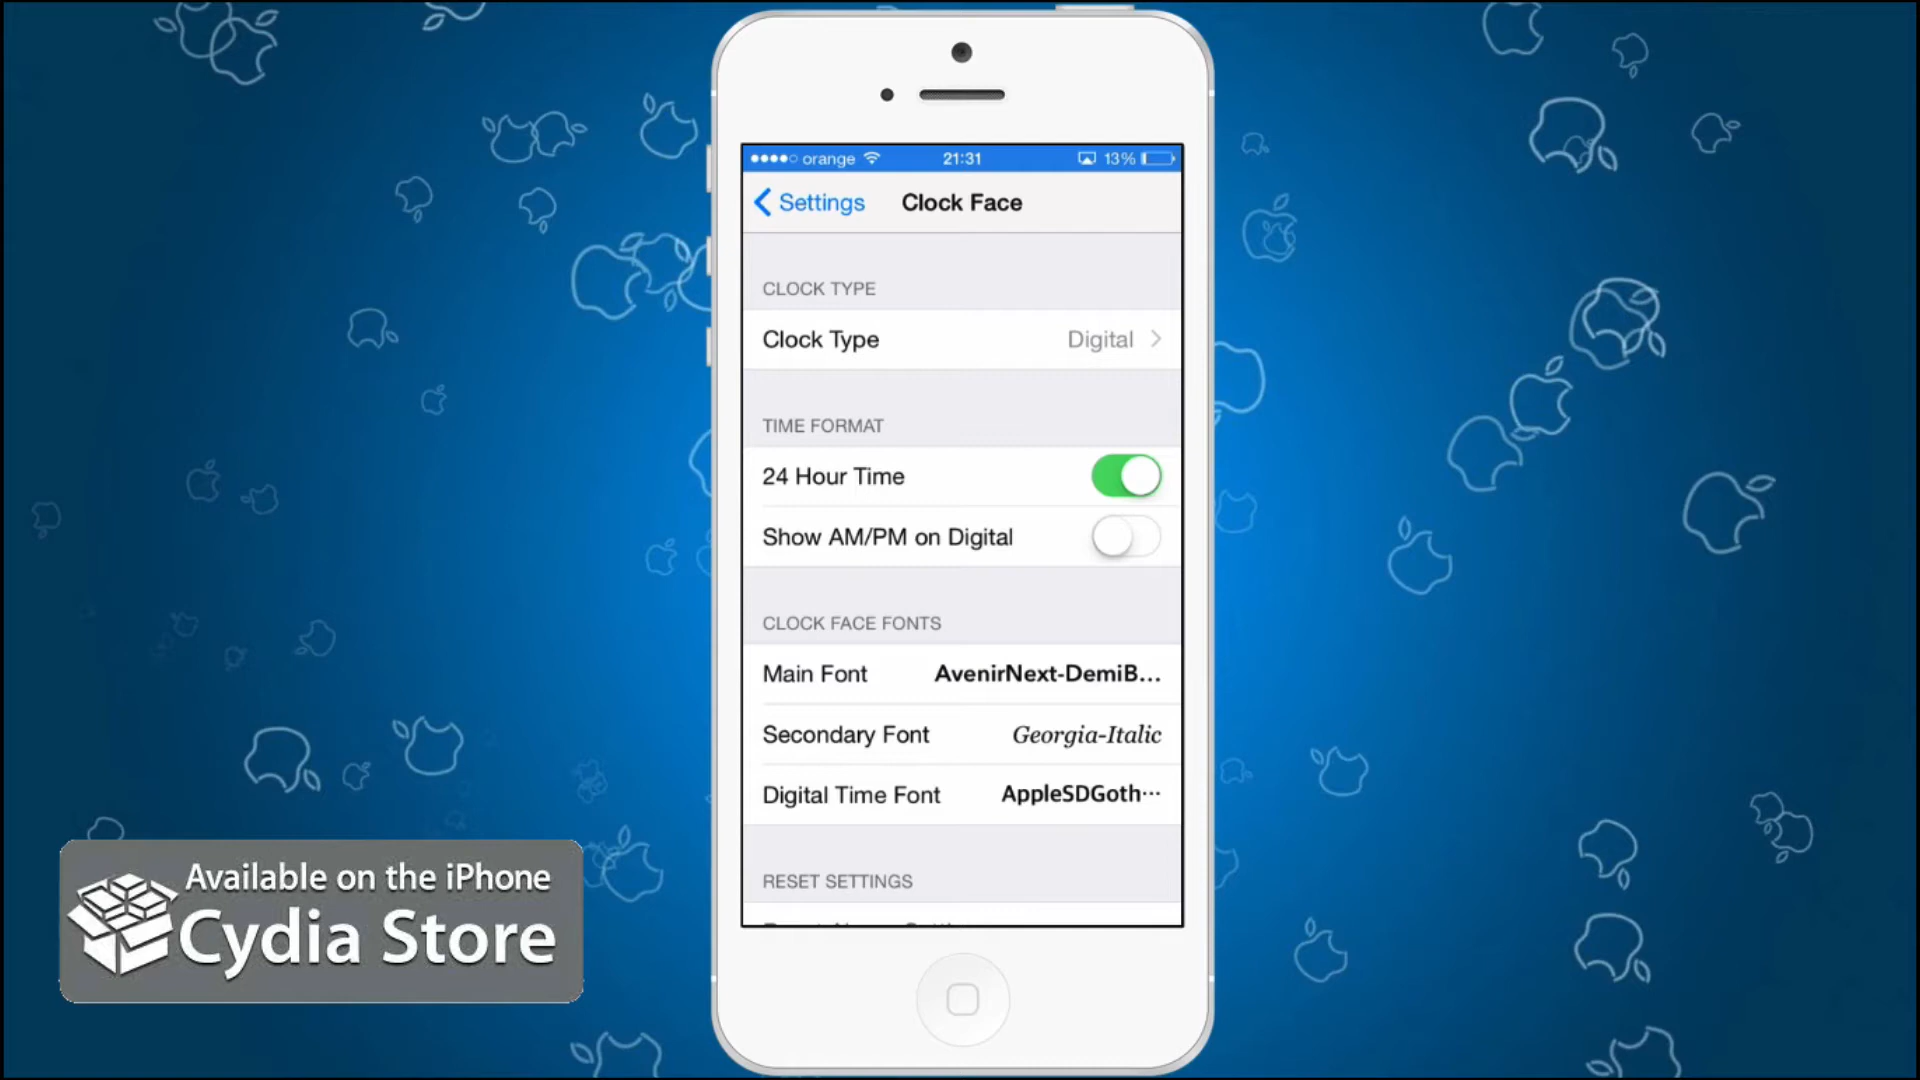 orange 21:31 13%
Settings Clock Face
CLOCK TYPE
Clock Type Digital
TIME FORMAT
24 Hour Time
Show AM/PM on Digital
CLOCK FACE FONTS
Main Font AvenirNext-DemiB...
Secondary Font Georgia-Italic
Digital Time Font AppleSDGoth...
RESET SETTINGS
Available on the iPhone
Cydia Store